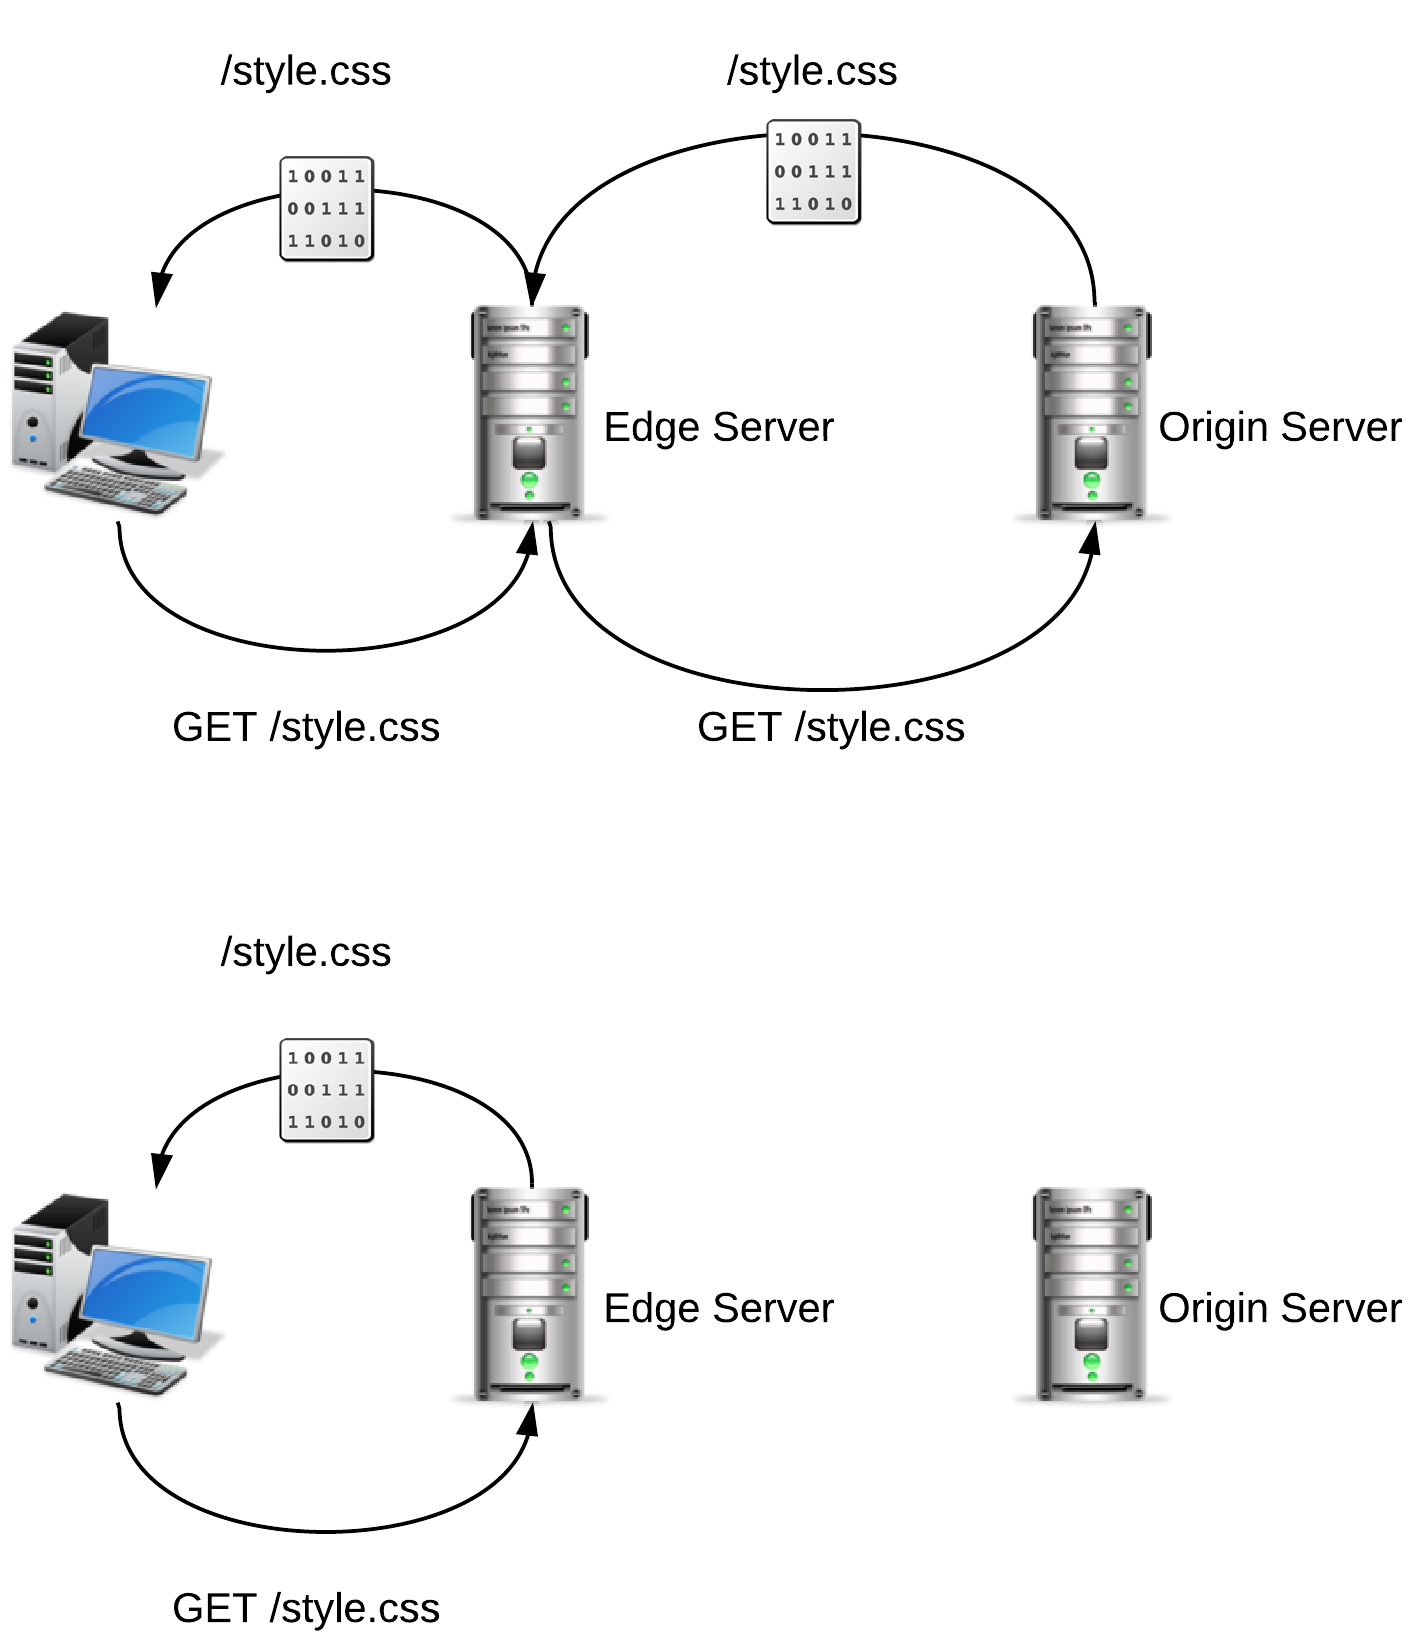 /style.css
/style.css
10011
00111
11010
10011
00111
11010
Edge Server
Origin Server
GET /style.css
GET /style.css
/style.css
10011
00111
11010
Edge Server
Origin Server
GET /style.css